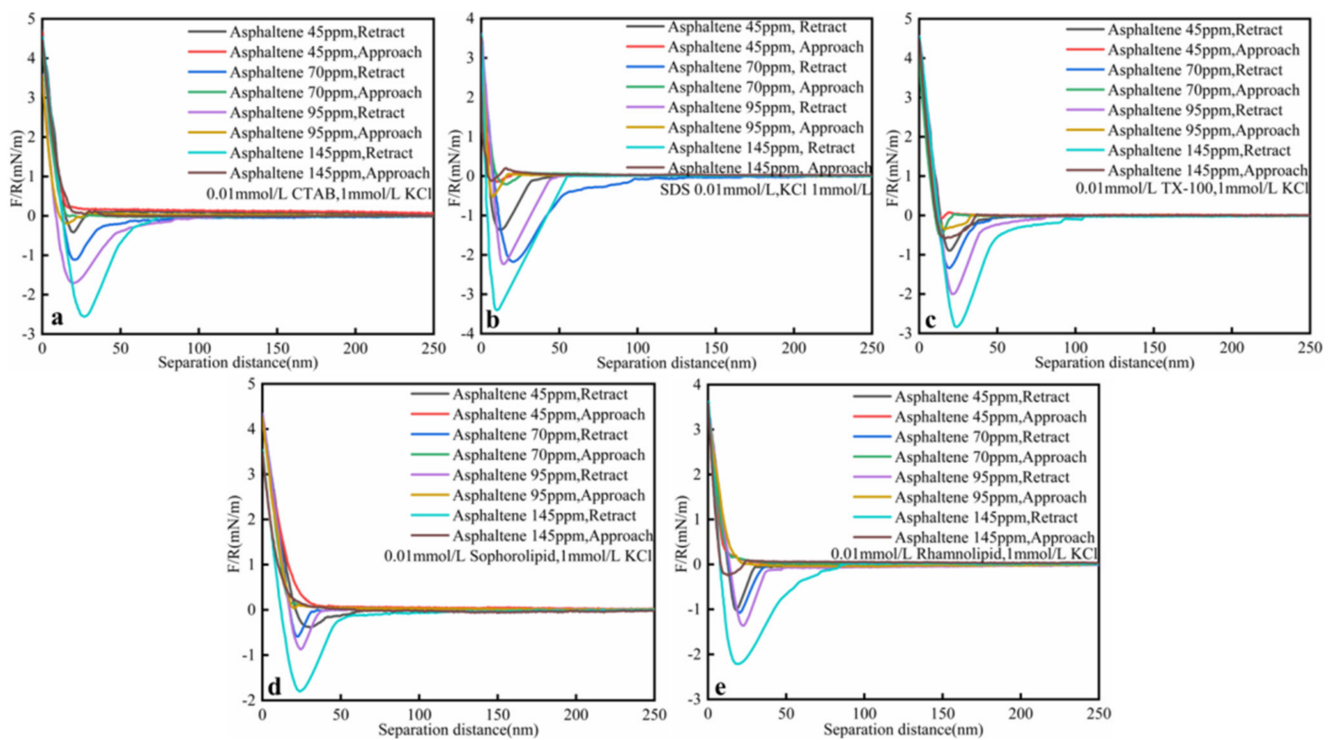 5
4
3
2
1
0
-1
-2
-3
F/R(mN/m)
Asphaltene 45ppm,Retract
Asphaltene 45ppm,Approach
Asphaltene 70ppm,Retract
Asphaltene 70ppm,Approach
Asphaltene 95ppm,Retract
Asphaltene 95ppm,Approach
Asphaltene 145ppm,Retract
Asphaltene 145ppm,Approach
0.01mmol/L CTAB,1mmol/L KCl
a
0 50 100 150 200 250
Separation distance(nm)
4
3
2
1
0
-1
-2
-3
-4
F/R(mN/m)
Asphaltene 45ppm, Retract
Asphaltene 45ppm, Approach
Asphaltene 70ppm, Retract
Asphaltene 70ppm, Approach
Asphaltene 95ppm, Retract
Asphaltene 95ppm, Approach
Asphaltene 145ppm, Retract
Asphaltene 145ppm, Approach
SDS 0.01mmol/L,KCl 1mmol/L
b
0 50 100 150 200 250
Separation distance(nm)
5
4
3
2
1
0
-1
-2
-3
F/R(mN/m)
Asphaltene 45ppm,Retract
Asphaltene 45ppm,Approach
Asphaltene 70ppm,Retract
Asphaltene 70ppm,Approach
Asphaltene 95ppm,Retract
Asphaltene 95ppm,Approach
Asphaltene 145ppm,Retract
Asphaltene 145ppm,Approach
0.01mmol/L TX-100,1mmol/L KCl
c
0 50 100 150 200 250
Separation distance(nm)
5
4
3
2
1
0
-1
-2
F/R(mN/m)
Asphaltene 45ppm,Retract
Asphaltene 45ppm,Approach
Asphaltene 70ppm,Retract
Asphaltene 70ppm,Approach
Asphaltene 95ppm,Retract
Asphaltene 95ppm,Approach
Asphaltene 145ppm,Retract
Asphaltene 145ppm,Approach
0.01mmol/L Sophorolipid,1mmol/L KCl
d
0 50 100 150 200 250
Separation distance(nm)
4
3
2
1
0
-1
-2
-3
F/R(mN/m)
Asphaltene 45ppm,Retract
Asphaltene 45ppm,Approach
Asphaltene 70ppm,Retract
Asphaltene 70ppm,Approach
Asphaltene 95ppm,Retract
Asphaltene 95ppm,Approach
Asphaltene 145ppm,Retract
Asphaltene 145ppm,Approach
0.01mmol/L Rhamnolipid,1mmol/L KCl
e
0 50 100 150 200 250
Separation distance(nm)